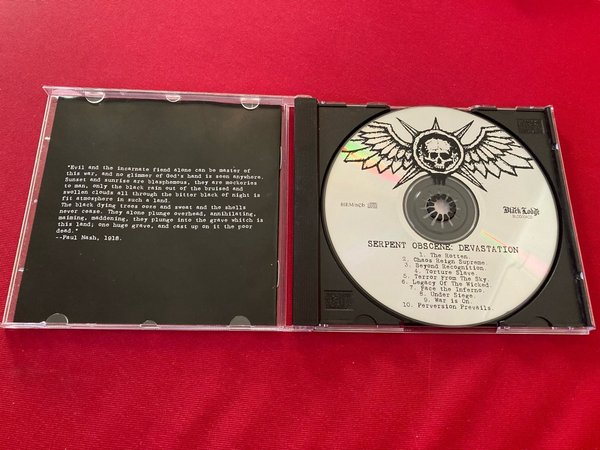 "Evil and the incarnate fiend alone can be master of
this war, and no glimmer of God's hand is seen anywhere.
Sunset and sunrise are blasphemous, they are mockeries
to man, only the black rain out of the bruised and
swollen clouds all through the bitter black of night is
fit atmosphere in such a land.
The black dying trees ooze and sweat and the shells
never cease. They alone plunge overhead, annihilating,
maiming, maddening, they plunge into the grave whitch is
this land; one huge grave, and cast up on it the poor
dead."
--Paul Nash, 1918.
Black Lodge
SERPENT OBSCENE: DEVASTATION
1. The Rotten.
2. Chaos Reign Supreme.
3. Beyond Recognition.
4. Torture Slave.
5. Terror From The Sky.
6. Legacy Of The Wicked.
7. Face the Inferno.
8. Under Siege.
9. War is On.
10. Perversion Prevails.